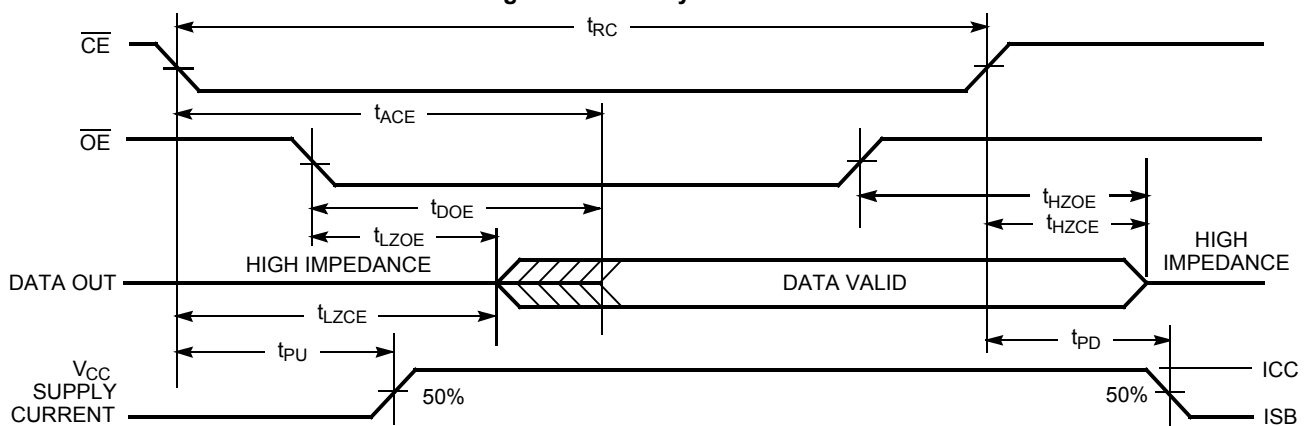 tRC
CE
tACE
OE
tDOE
tHZOE
tLZOE
tHZCE
HIGH IMPEDANCE
HIGH
IMPEDANCE
DATA OUT
DATA VALID
tLZCE
tPU
tPD
VCC
SUPPLY
CURRENT
50%
50%
ICC
ISB